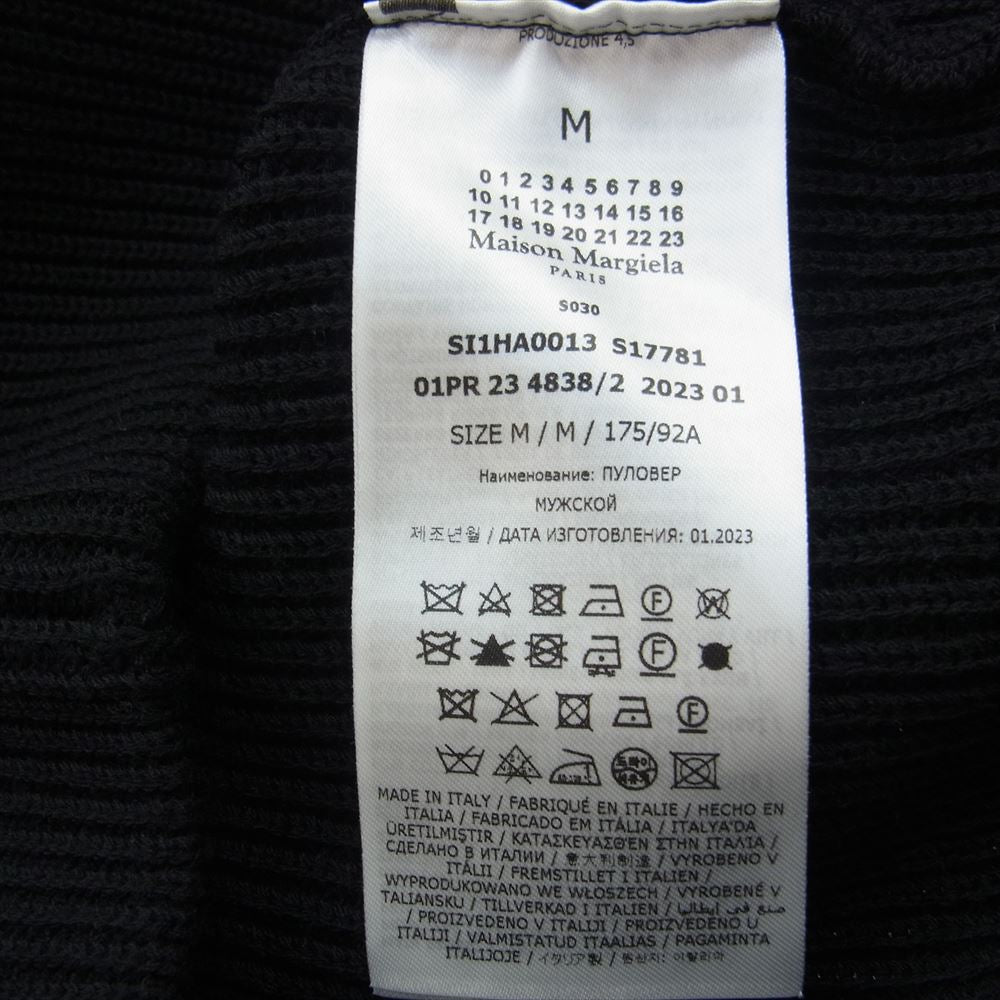 PRODUZIONE 4,5
M
0 1 2 3 4 5 6 7 8 9
10 11 12 13 14 15 16
17 18 19 20 21 22 23
Maison Margiela
PARIS
S030
SI1HA0013 S17781
01PR 23 4838/2 2023 01
SIZE M / M / 175/92A
Наименование: ПУЛОВЕР
МУЖСКОЙ
제조년월 / ДАТА ИЗГОТОВЛЕНИЯ: 01.2023
F W
F
F
드라이
MADE IN ITALY / FABRIQUÉ EN ITALIE / HECHO EN
ITALIA / FABRICADO EM ITÁLIA / ITALYA'DA
ÜRETILMIŞTIR / ΚΑΤΑΣΚΕΥΑΣΘΕΝ ΣΤΗΝ ΙΤΑΛΙΑ /
СДЕЛАНО В ИТАЛИИ / 意大利制造 / VYROBENO V
ITÁLII / FREMSTILLET I ITALIEN /
WYPRODUKOWANO WE WŁOSZECH / VYROBENÉ V
TALIANSKU / TILLVERKAD I ITALIEN / صنع في إيطاليا
/ PROIZVEDENO V ITALIJI / PROIZVEDENO U
ITALIJI / VALMISTATUD ITAALIAS / PAGAMINTA
ITALIJOJE / イタリア製 / 원산지: 이탈리아